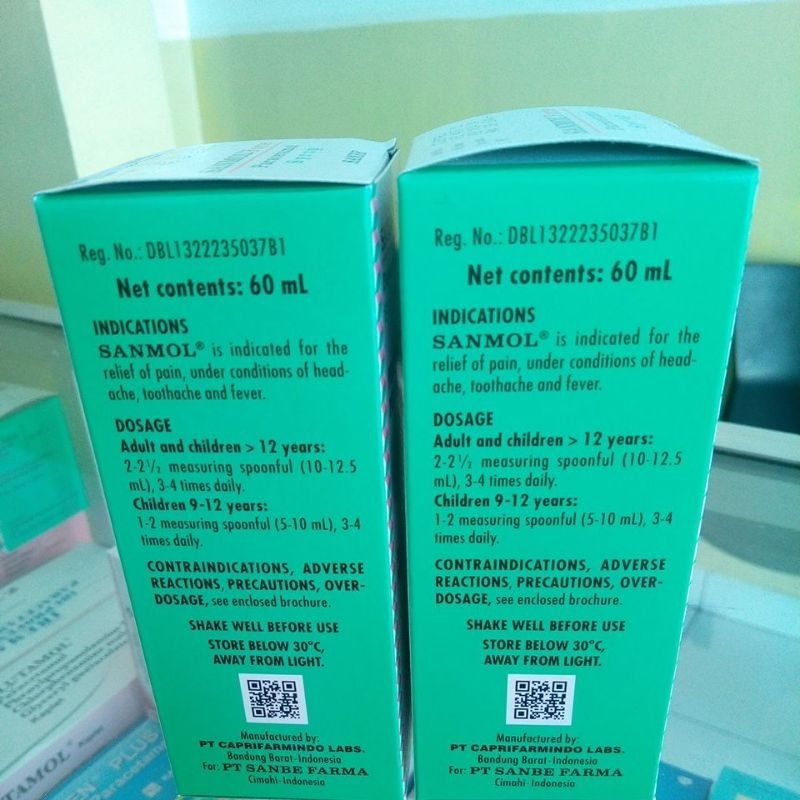 Reg. No.: DBL1322235037B1
Net contents: 60 mL
INDICATIONS
SANMOL® is indicated for the
relief of pain, under conditions of head-
ache, toothache and fever.
DOSAGE
Adult and children > 12 years:
2-2½ measuring spoonful (10-12.5
mL), 3-4 times daily.
Children 9-12 years:
1-2 measuring spoonful (5-10 mL), 3-4
times daily.
CONTRAINDICATIONS, ADVERSE
REACTIONS, PRECAUTIONS, OVER-
DOSAGE, see enclosed brochure.
SHAKE WELL BEFORE USE
STORE BELOW 30°C,
AWAY FROM LIGHT.
Manufactured by:
PT CAPRIFARMINDO LABS.
Bandung Barat-Indonesia
For: PT SANBE FARMA
Cimahi-Indonesia
Reg. No.: DBL1322235037B1
Net contents: 60 mL
INDICATIONS
SANMOL® is indicated for the
relief of pain, under conditions of head-
ache, toothache and fever.
DOSAGE
Adult and children > 12 years:
2-2½ measuring spoonful (10-12.5
mL), 3-4 times daily.
Children 9-12 years:
1-2 measuring spoonful (5-10 mL), 3-4
times daily.
CONTRAINDICATIONS, ADVERSE
REACTIONS, PRECAUTIONS, OVER-
DOSAGE, see enclosed brochure.
SHAKE WELL BEFORE USE
STORE BELOW 30°C,
AWAY FROM LIGHT.
Manufactured by:
PT CAPRIFARMINDO LABS.
Bandung Barat-Indonesia
For: PT SANBE FARMA
Cimahi-Indonesia